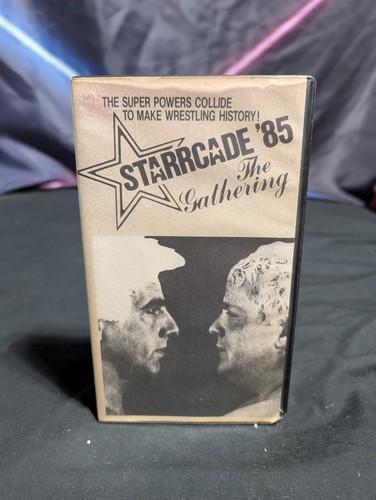 THE SUPER POWERS COLLIDE
TO MAKE WRESTLING HISTORY!
STARRCADE '85
The
Gathering